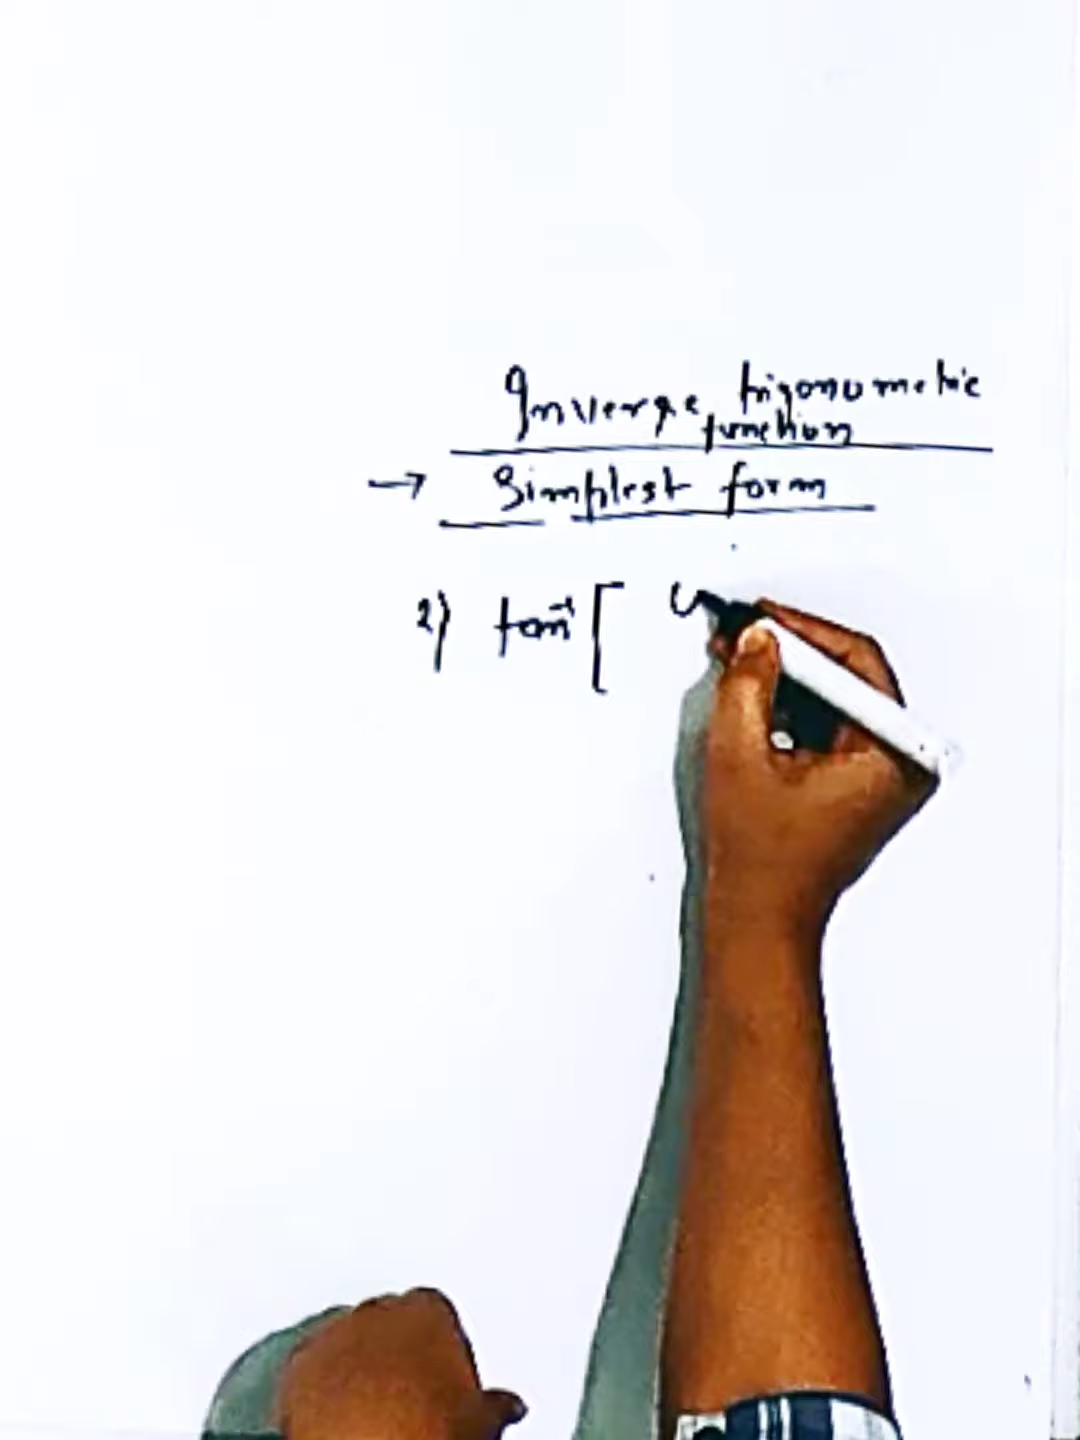 Inverse trigonometric
function
→ Simplest form
2) tan⁻¹ [